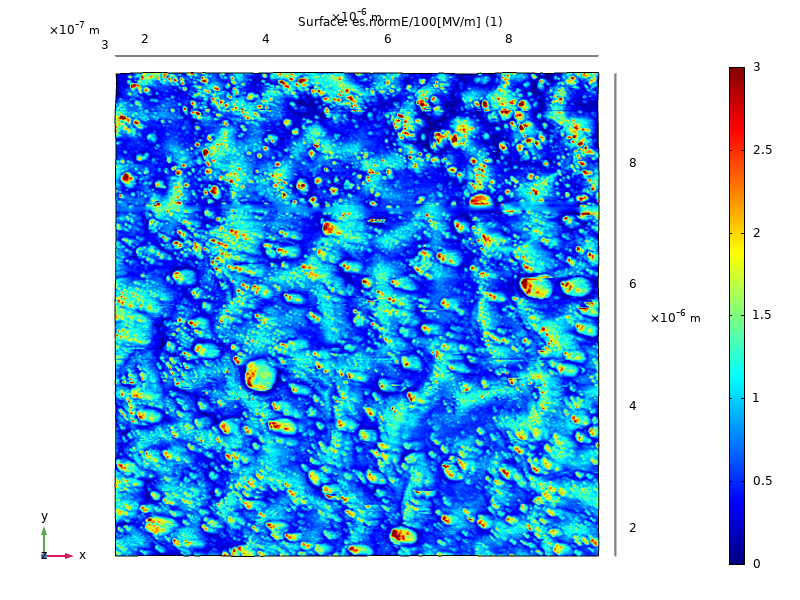 Surface: es.normE/100[MV/m] (1)
×10⁻⁶ m
×10⁻⁷ m
3
2 4 6 8
8
6
×10⁻⁶ m
4
2
3
2.5
2
1.5
1
0.5
0
y
z x